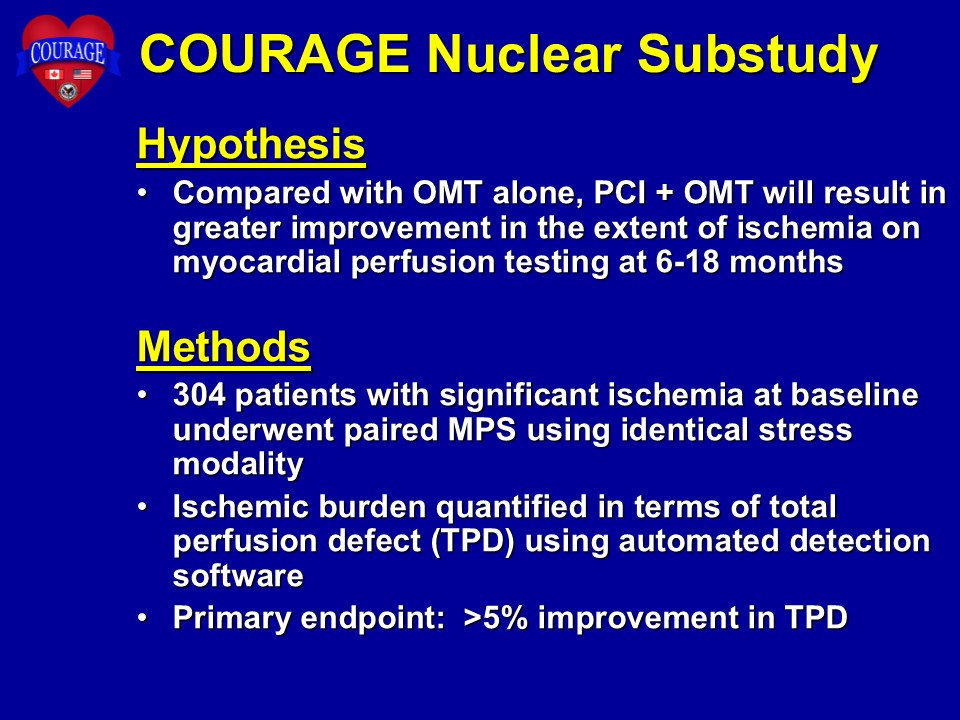 COURAGE
COURAGE Nuclear Substudy
Hypothesis
• Compared with OMT alone, PCI + OMT will result in
greater improvement in the extent of ischemia on
myocardial perfusion testing at 6-18 months
Methods
• 304 patients with significant ischemia at baseline
underwent paired MPS using identical stress
modality
• Ischemic burden quantified in terms of total
perfusion defect (TPD) using automated detection
software
• Primary endpoint:  >5% improvement in TPD